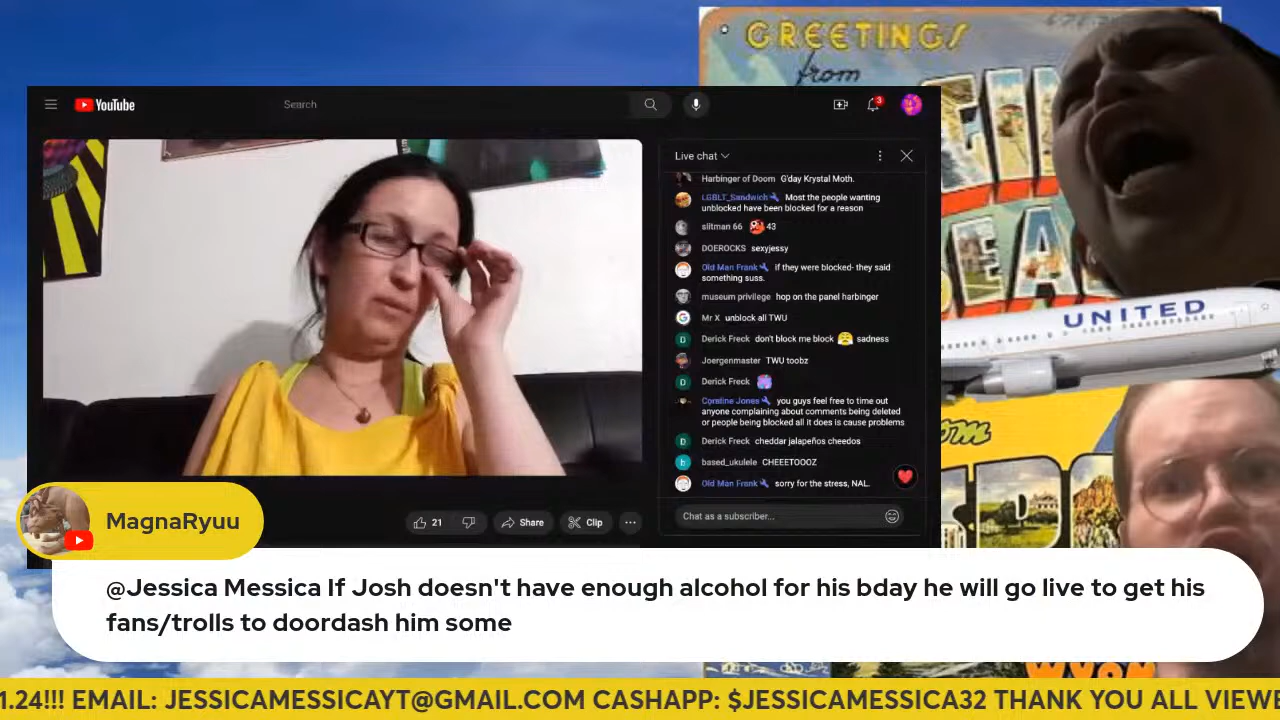 GREETINGS
from
YouTube
Search
3
Live chat
Harbinger of Doom G'day Krystal Moth.
LGBLT_Sandwich Most the people wanting
unblocked have been blocked for a reason
slitman 66 43
DOEROCKS sexyjessy
Old Man Frank if they were blocked- they said
something suss.
museum privilege hop on the panel harbinger
Mr X unblock all TWU
Derick Freck don't block me block sadness
Joergenmaster TWU toobz
Derick Freck
Coratine Jones you guys feel free to time out
anyone complaining about comments being deleted
or people being blocked all it does is cause problems
Derick Freck cheddar jalapeños cheedos
based_ukulele CHEEETOOOZ
Old Man Frank sorry for the stress, NAL.
Chat as a subscriber...
21
Share
Clip
UNITED
MagnaRyuu
@Jessica Messica If Josh doesn't have enough alcohol for his bday he will go live to get his
fans/trolls to doordash him some
1.24!!! EMAIL: JESSICAMESSICAYT@GMAIL.COM CASHAPP: $JESSICAMESSICA32 THANK YOU ALL VIEWE